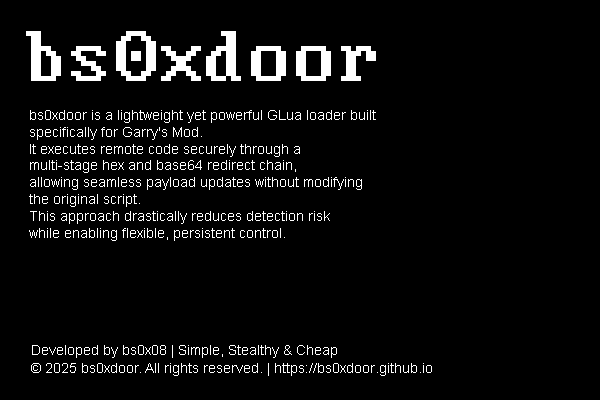 bs0xdoor
bs0xdoor is a lightweight yet powerful GLua loader built
specifically for Garry's Mod.
It executes remote code securely through a
multi-stage hex and base64 redirect chain,
allowing seamless payload updates without modifying
the original script.
This approach drastically reduces detection risk
while enabling flexible, persistent control.
Developed by bs0x08 | Simple, Stealthy & Cheap
© 2025 bs0xdoor. All rights reserved. | https://bs0xdoor.github.io